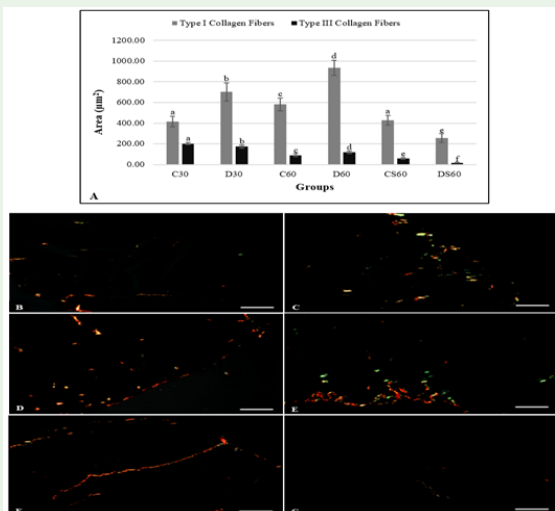 Type I Collagen Fibers Type III Collagen Fibers
1200.00
1000.00
800.00
600.00
400.00
200.00
0.00
Area (µm²)
a a b b c c d d a e e f
C30 D30 C60 D60 CS60 DS60
Groups
A
B
C
D
E